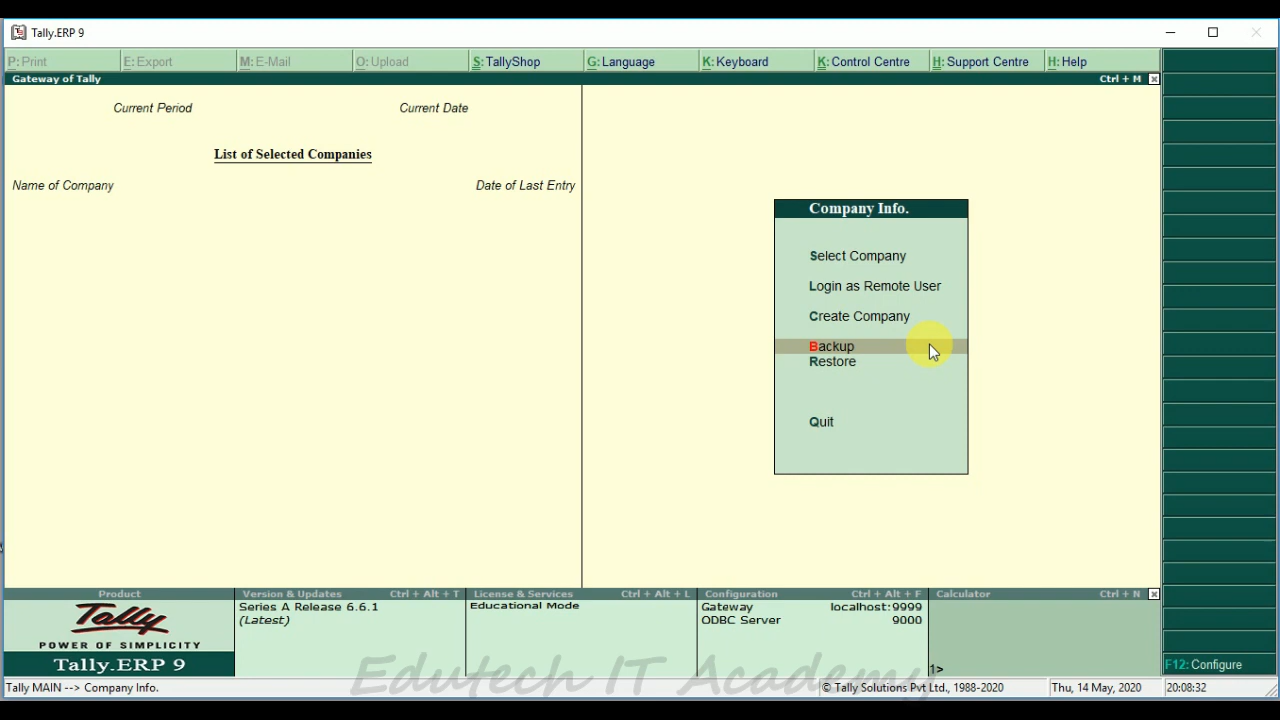 Tally.ERP 9
P: Print
E: Export
M: E-Mail
O: Upload
S: TallyShop
G: Language
K: Keyboard
K: Control Centre
H: Support Centre
H: Help
Gateway of Tally
Ctrl + M
Current Period
Current Date
List of Selected Companies
Name of Company
Date of Last Entry
Company Info.
Select Company
Login as Remote User
Create Company
Backup
Restore
Quit
Product
Tally
POWER OF SIMPLICITY
Tally.ERP 9
Version & Updates
Ctrl + Alt + T
Series A Release 6.6.1
(Latest)
License & Services
Ctrl + Alt + L
Educational Mode
Configuration
Ctrl + Alt + F
Gateway
localhost:9999
ODBC Server
9000
Calculator
Ctrl + N
1>
F12: Configure
Edutech IT Academy
Tally MAIN --> Company Info.
© Tally Solutions Pvt Ltd., 1988-2020
Thu, 14 May, 2020
20:08:32